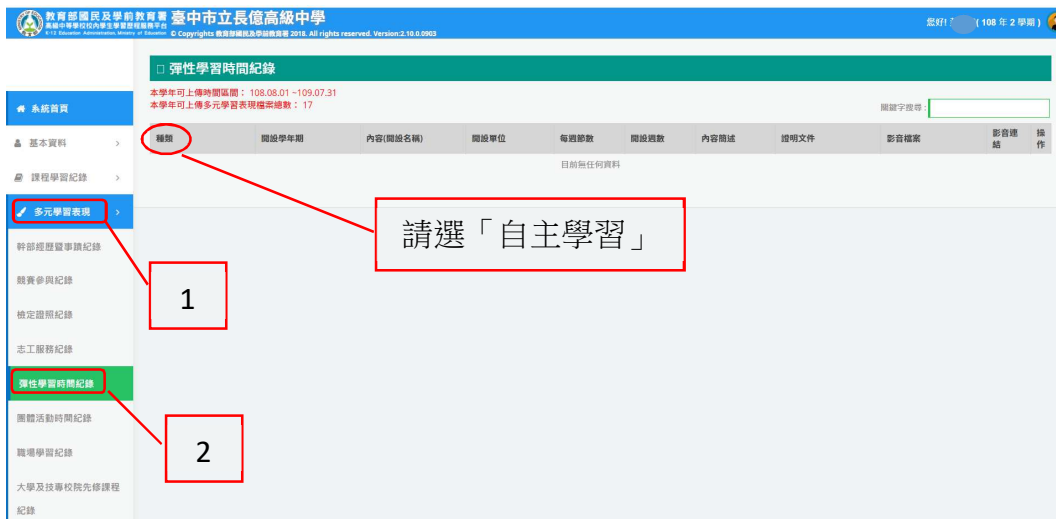 教育部國民及學前教育署
高級中等學校校內學生學習歷程服務平台
K-12 Education Administration, Ministry of Education
臺中市立長億高級中學
© Copyrights 教育部國民及學前教育署 2018. All rights reserved. Version:2.10.0.0903
您好!
( 108 年 2 學期 )
彈性學習時間紀錄
本學年可上傳時間區間： 108.08.01 ~109.07.31
本學年可上傳多元學習表現檔案總數： 17
關鍵字搜尋 :
種類 開設學年期 內容(開設名稱) 開設單位 每週節數 開設週數 內容簡述 證明文件 影音檔案 影音連結 操作
目前無任何資料
系統首頁
基本資料
課程學習紀錄
多元學習表現
幹部經歷暨事蹟紀錄
競賽參與紀錄
檢定證照紀錄
志工服務紀錄
彈性學習時間紀錄
團體活動時間紀錄
職場學習紀錄
大學及技專校院先修課程
紀錄
請選「自主學習」
1
2